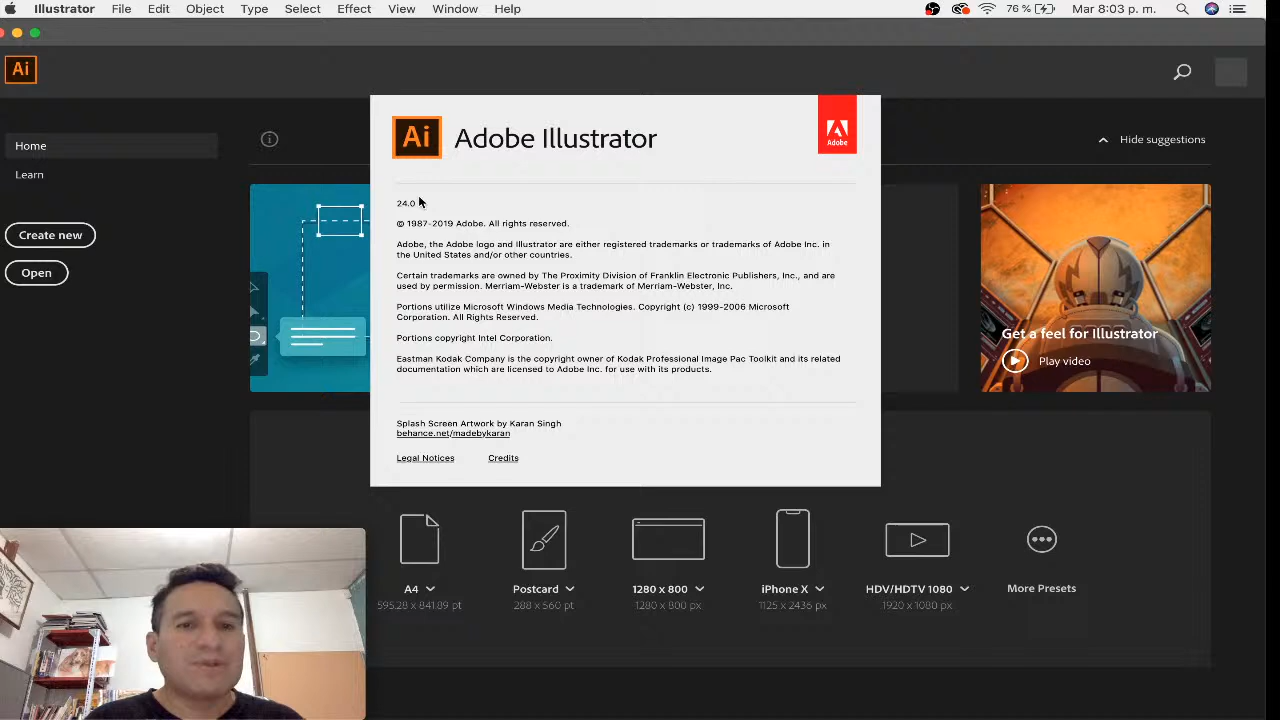 Illustrator File Edit Object Type Select Effect View Window Help 76 % Mar 8:03 p. m.
Ai
Home
Learn
Create new
Open
Hide suggestions
Ai Adobe Illustrator
Adobe
24.0
© 1987-2019 Adobe. All rights reserved.
Adobe, the Adobe logo and Illustrator are either registered trademarks or trademarks of Adobe Inc. in
the United States and/or other countries.
Certain trademarks are owned by The Proximity Division of Franklin Electronic Publishers, Inc., and are
used by permission. Merriam-Webster is a trademark of Merriam-Webster, Inc.
Portions utilize Microsoft Windows Media Technologies. Copyright (c) 1999-2006 Microsoft
Corporation. All Rights Reserved.
Portions copyright Intel Corporation.
Eastman Kodak Company is the copyright owner of Kodak Professional Image Pac Toolkit and its related
documentation which are licensed to Adobe Inc. for use with its products.
Splash Screen Artwork by Karan Singh
behance.net/madebykaran
Legal Notices Credits
Get a feel for Illustrator
Play video
A4
595.28 x 841.89 pt
Postcard
288 x 560 pt
1280 x 800
1280 x 800 px
iPhone X
1125 x 2436 px
HDV/HDTV 1080
1920 x 1080 px
More Presets